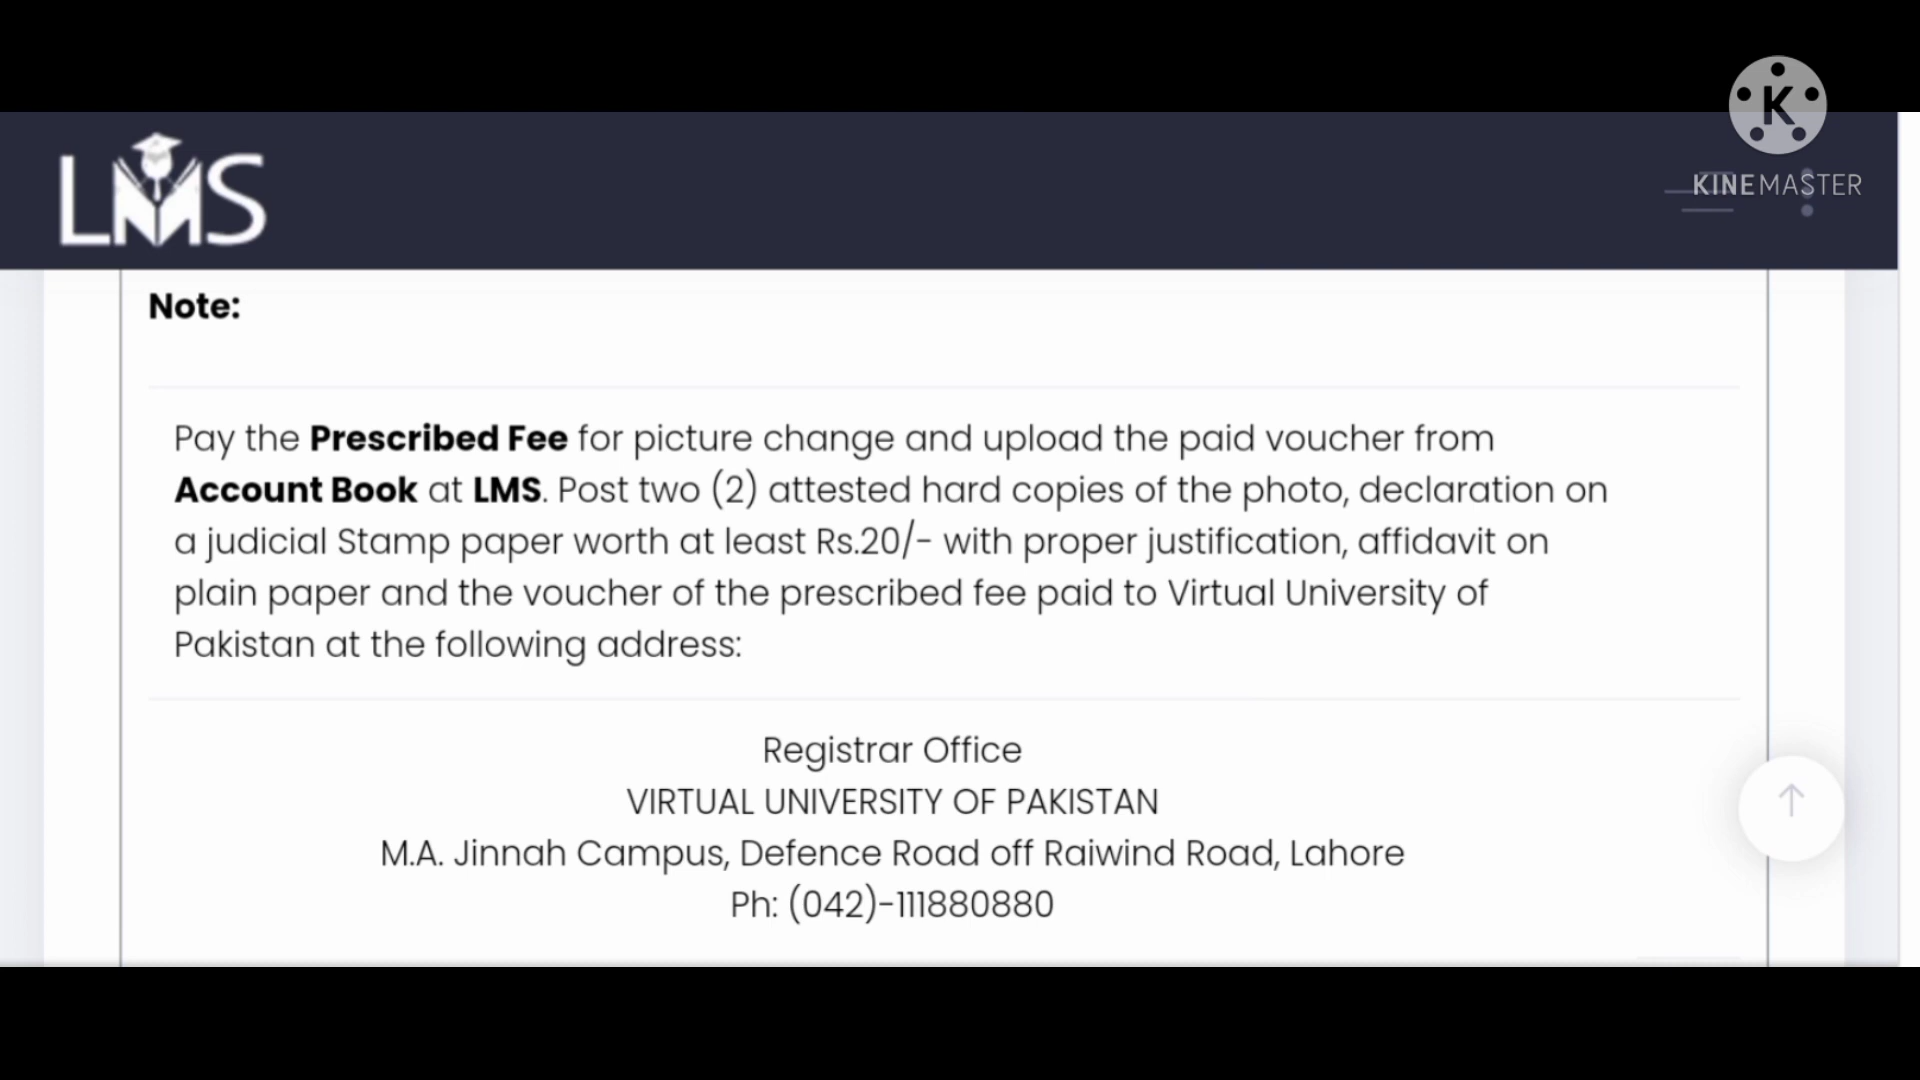 K
KINEMASTER
LMS
Note:
Pay the Prescribed Fee for picture change and upload the paid voucher from
Account Book at LMS. Post two (2) attested hard copies of the photo, declaration on
a judicial Stamp paper worth at least Rs.20/- with proper justification, affidavit on
plain paper and the voucher of the prescribed fee paid to Virtual University of
Pakistan at the following address:
Registrar Office
VIRTUAL UNIVERSITY OF PAKISTAN
M.A. Jinnah Campus, Defence Road off Raiwind Road, Lahore
Ph: (042)-111880880